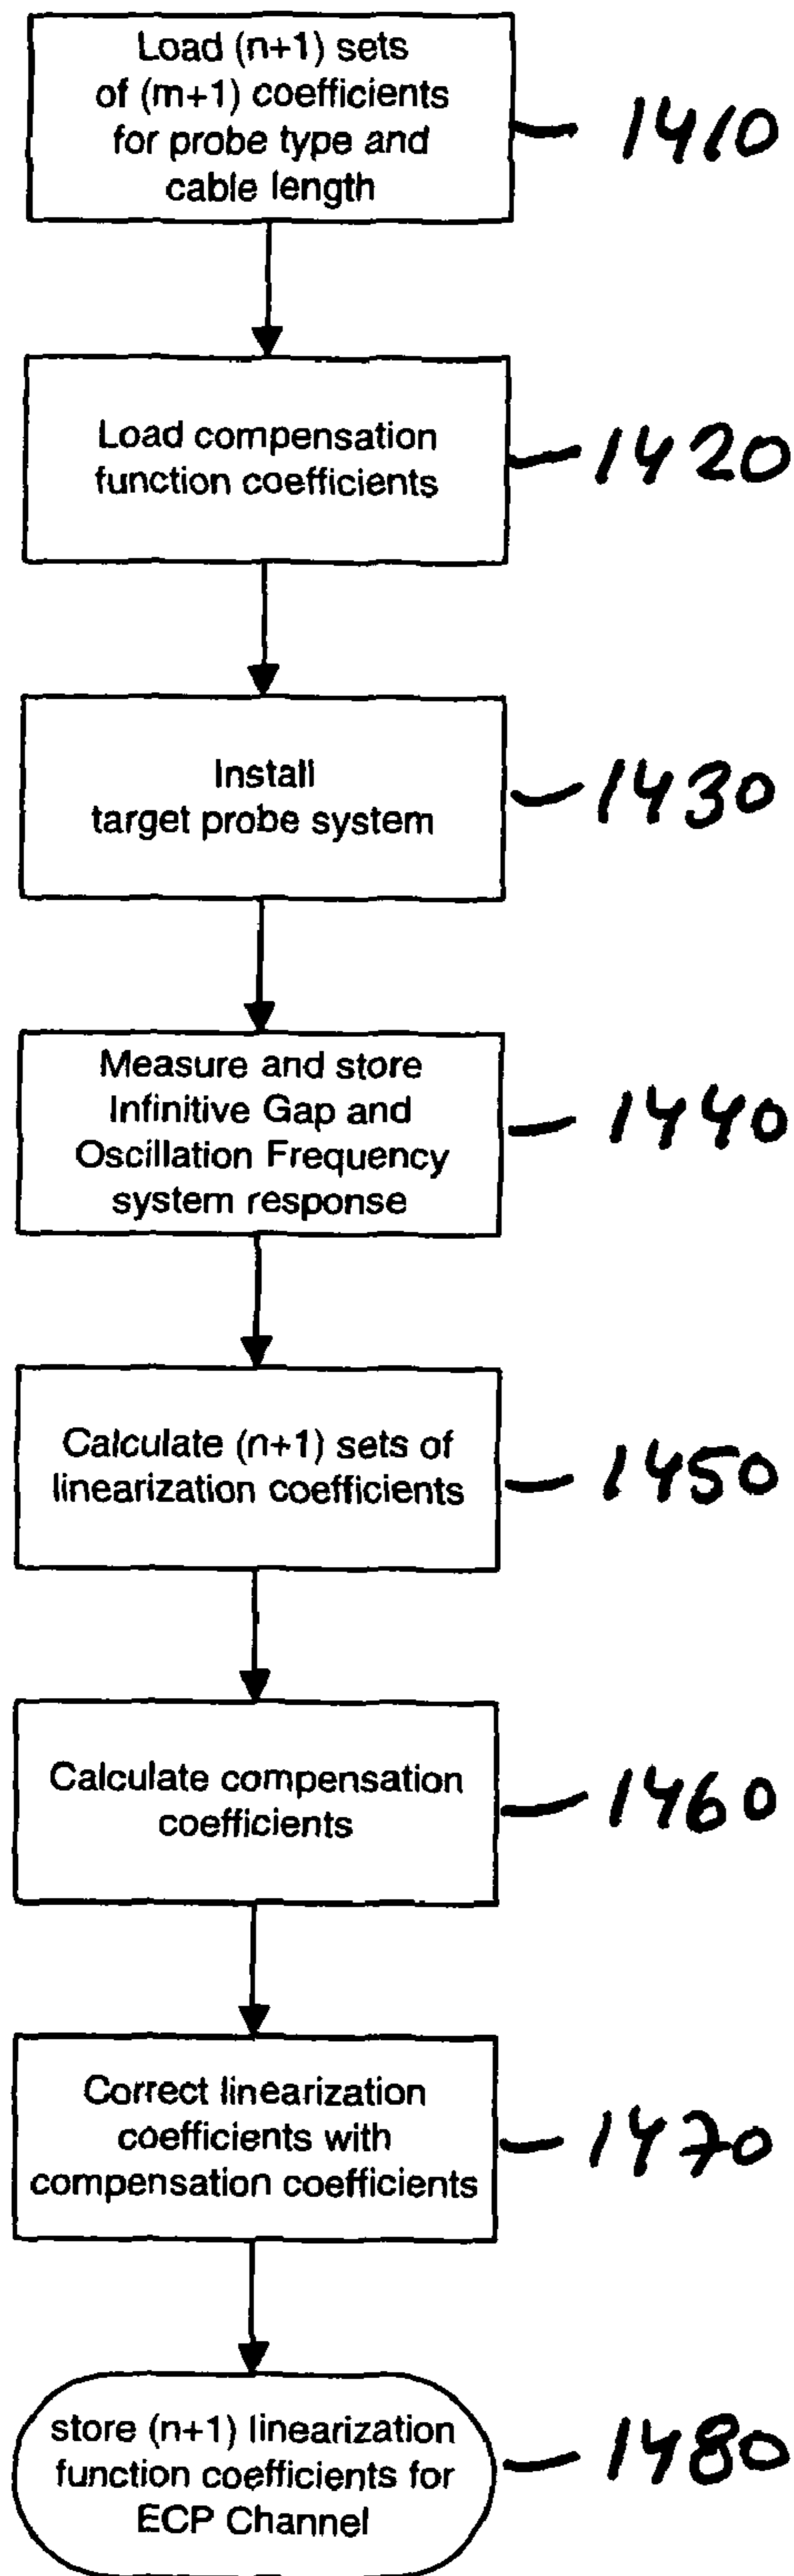 Load (n+1) sets
of (m+1) coefficients
for probe type and
cable length
1410
Load compensation
function coefficients
1420
Install
target probe system
1430
Measure and store
Infinitive Gap and
Oscillation Frequency
system response
1440
Calculate (n+1) sets of
linearization coefficients
1450
Calculate compensation
coefficients
1460
Correct linearization
coefficients with
compensation coefficients
1470
store (n+1) linearization
function coefficients for
ECP Channel
1480